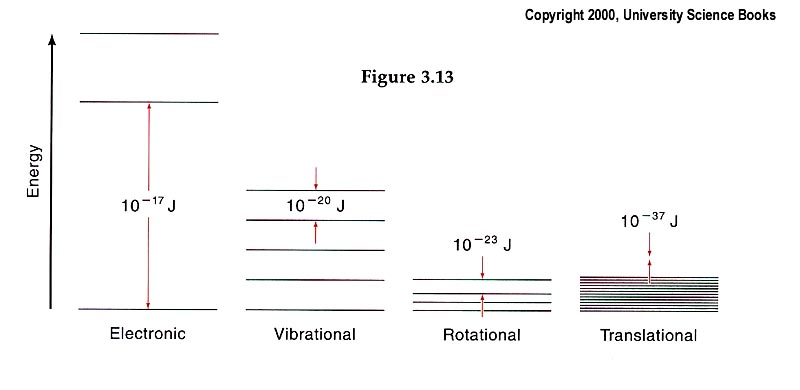 Copyright 2000, University Science Books
Figure 3.13
Energy
10⁻¹⁷ J
10⁻²⁰ J
10⁻²³ J
10⁻³⁷ J
Electronic
Vibrational
Rotational
Translational